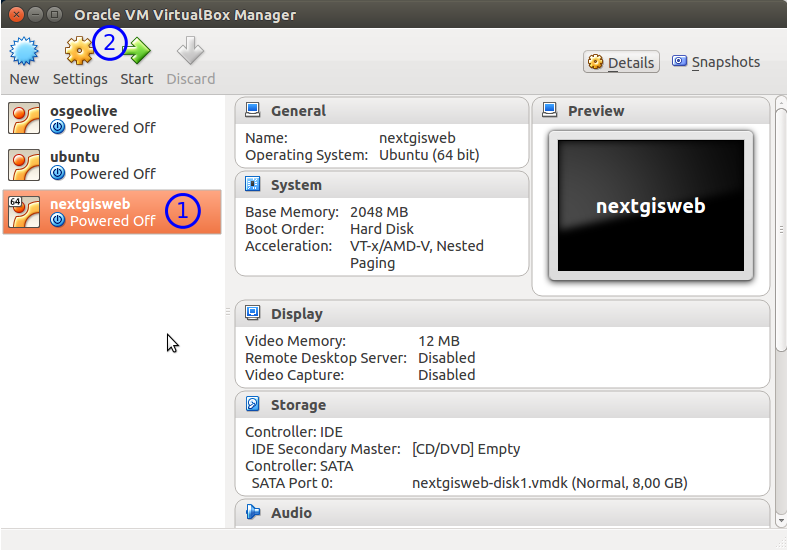 Oracle VM VirtualBox Manager
New Settings 2 Start Discard Details Snapshots
osgeolive
Powered Off
ubuntu
Powered Off
64 nextgisweb
Powered Off 1
General
Name: nextgisweb
Operating System: Ubuntu (64 bit)
System
Base Memory: 2048 MB
Boot Order: Hard Disk
Acceleration: VT-x/AMD-V, Nested
Paging
Preview
nextgisweb
Display
Video Memory: 12 MB
Remote Desktop Server: Disabled
Video Capture: Disabled
Storage
Controller: IDE
IDE Secondary Master: [CD/DVD] Empty
Controller: SATA
SATA Port 0: nextgisweb-disk1.vmdk (Normal, 8,00 GB)
Audio